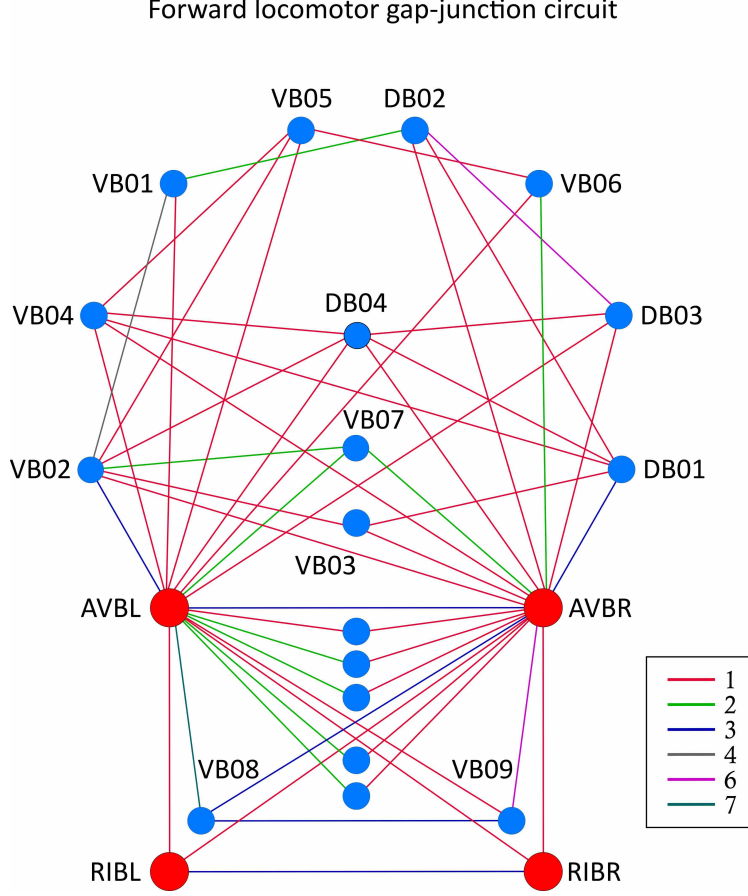 Forward locomotor gap-junction circuit
VB05 DB02
VB01 VB06
VB04 DB04 DB03
VB07
VB02 DB01
VB03
AVBL AVBR
VB08 VB09
RIBL RIBR
1
2
3
4
6
7